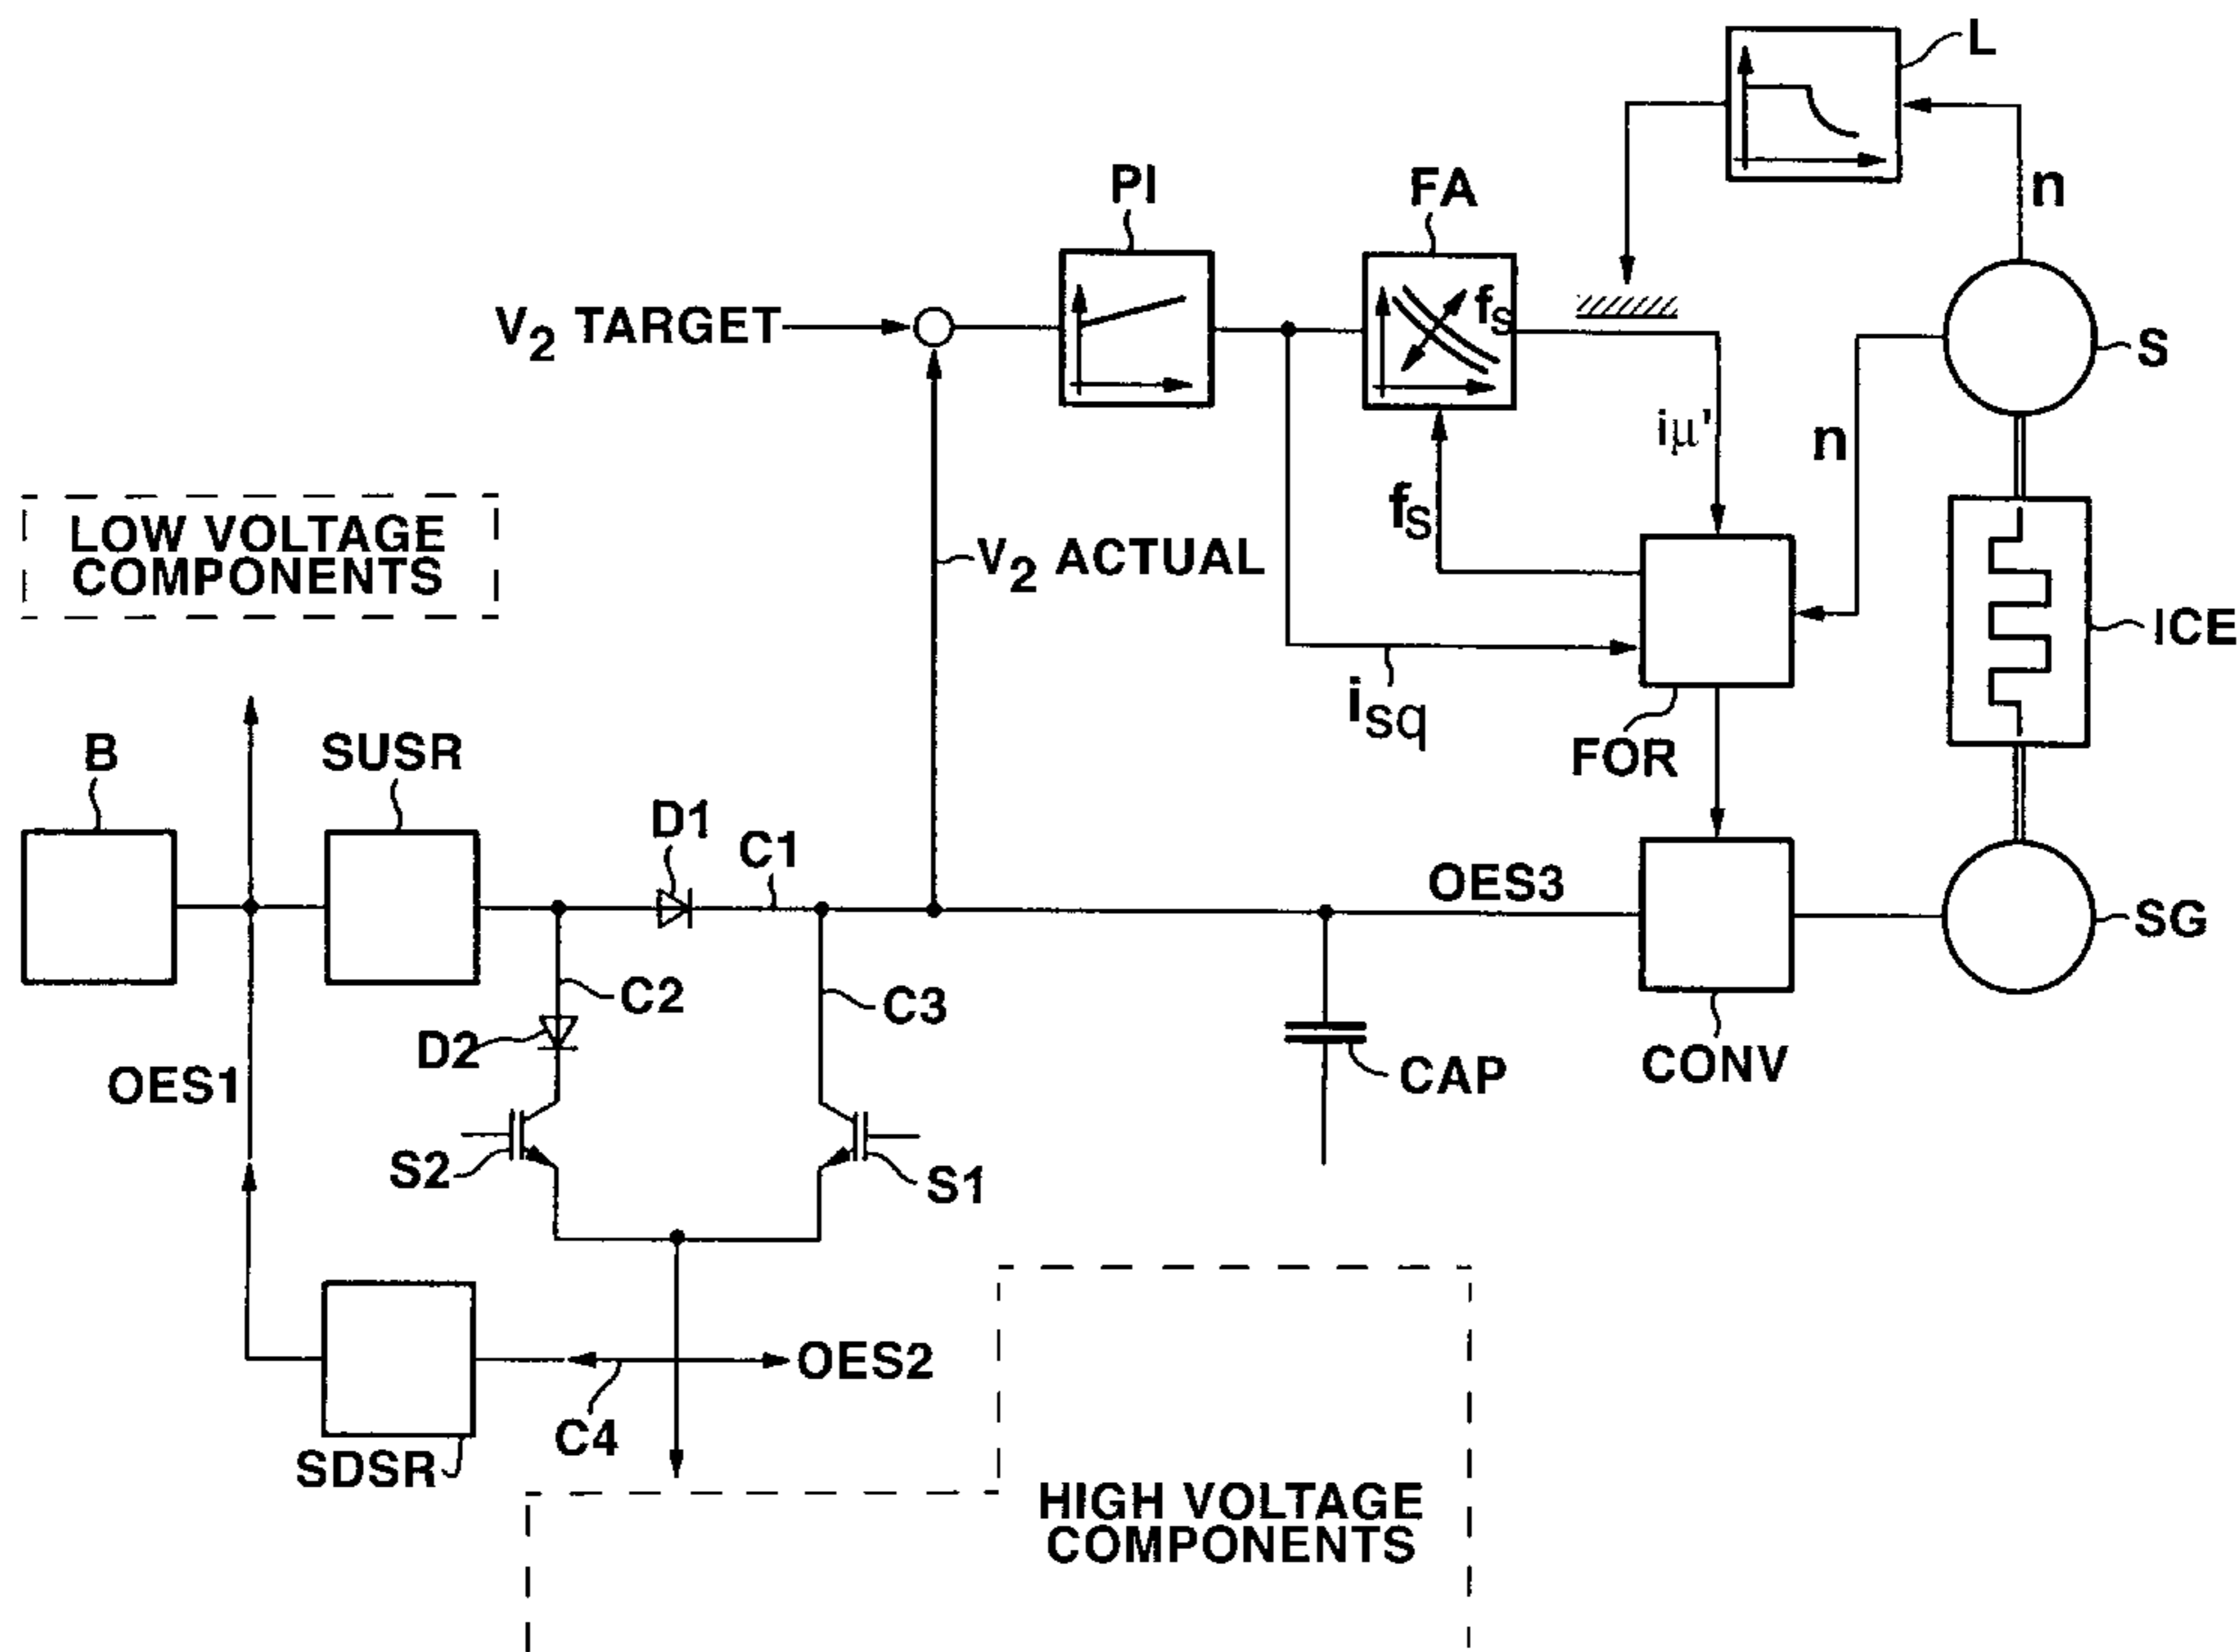 L
n
PI
FA
fS
V2 TARGET
S
iμ'
n
fS
LOW VOLTAGE
COMPONENTS
V2 ACTUAL
ICE
isq
FOR
B
SUSR
D1
C1
OES3
SG
C2
C3
D2
CAP
CONV
OES1
S2
S1
OES2
C4
SDSR
HIGH VOLTAGE
COMPONENTS